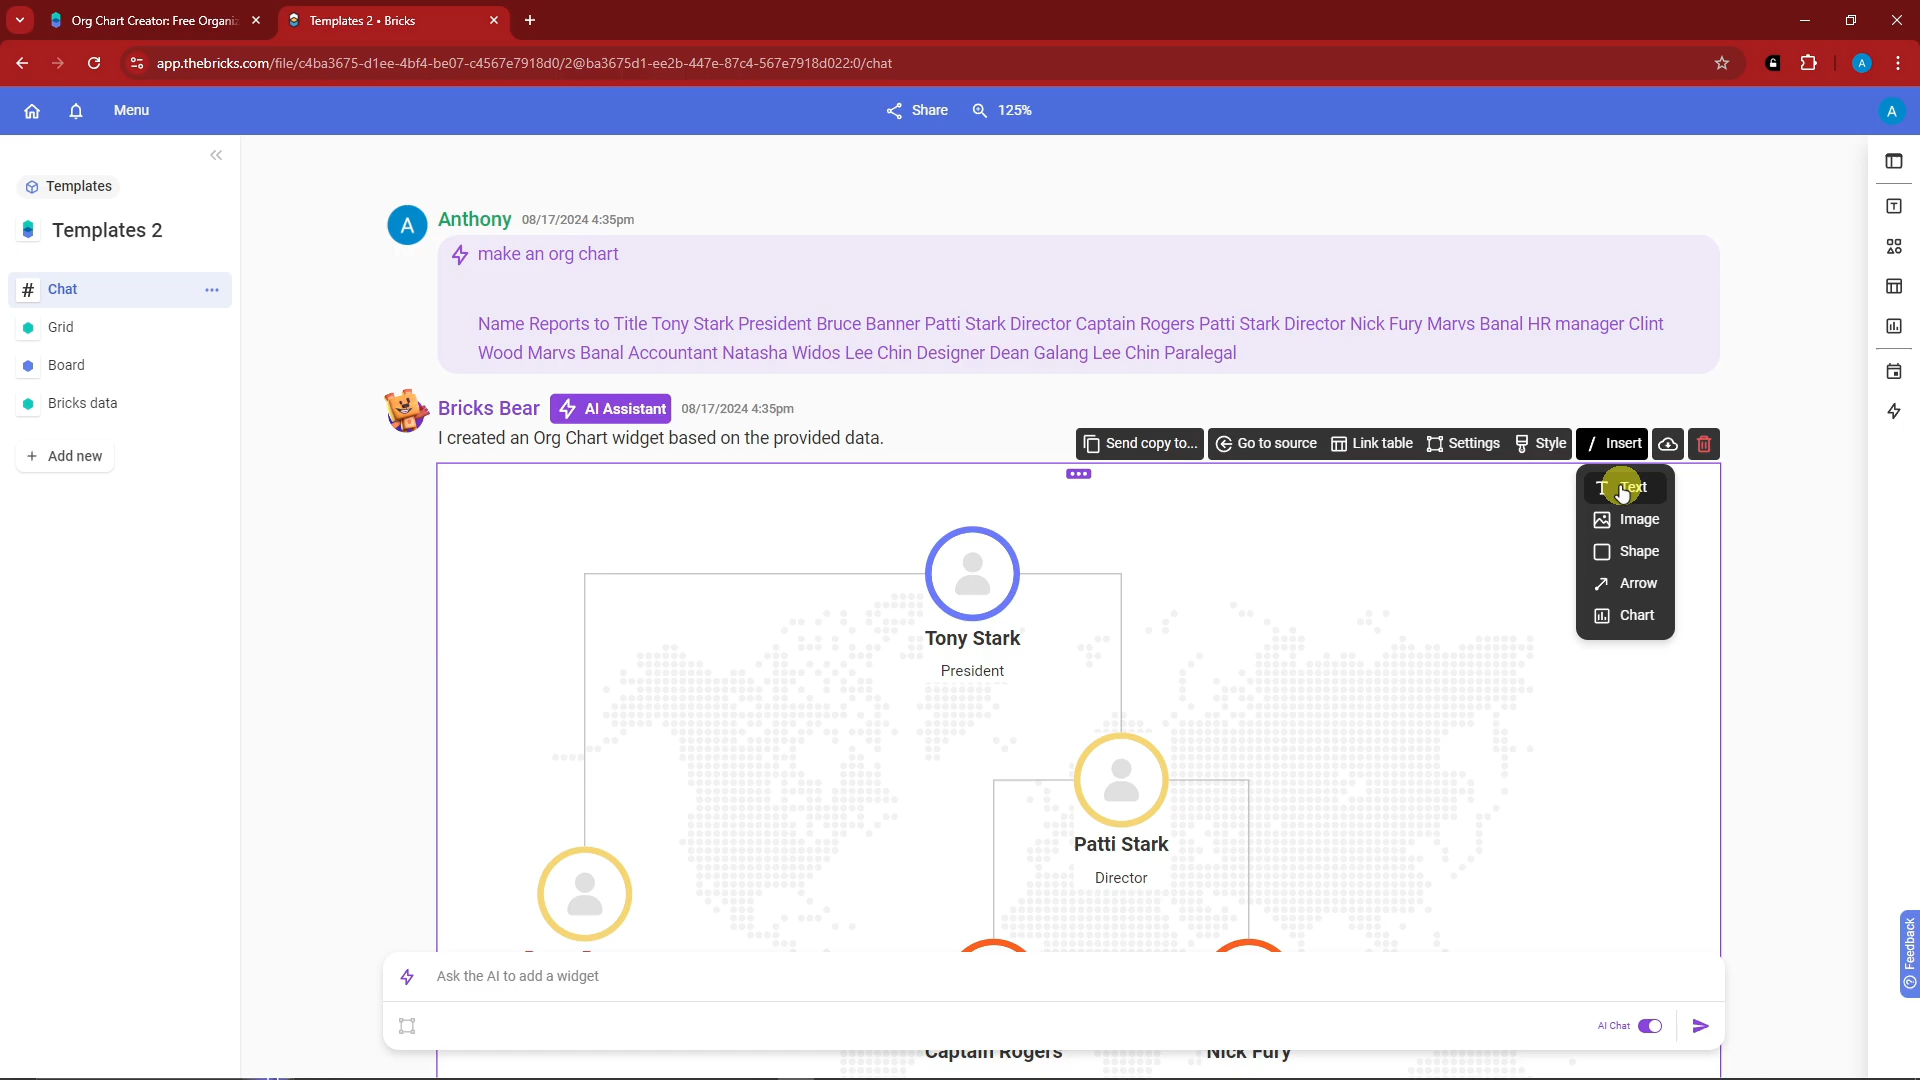 Org Chart Creator: Free Organiz
Templates 2 • Bricks
app.thebricks.com/file/c4ba3675-d1ee-4bf4-be07-c4567e7918d0/2@ba3675d1-ee2b-447e-87c4-567e7918d022:0/chat
A
Menu
Share
125%
A
Templates
Templates 2
# Chat
Grid
Board
Bricks data
+ Add new
A
Anthony 08/17/2024 4:35pm
make an org chart
Name Reports to Title Tony Stark President Bruce Banner Patti Stark Director Captain Rogers Patti Stark Director Nick Fury Marvs Banal HR manager Clint
Wood Marvs Banal Accountant Natasha Widos Lee Chin Designer Dean Galang Lee Chin Paralegal
Bricks Bear AI Assistant 08/17/2024 4:35pm
I created an Org Chart widget based on the provided data.
Send copy to... Go to source Link table Settings Style / Insert
T Text
Image
Shape
Arrow
Chart
Tony Stark
President
Patti Stark
Director
Ask the AI to add a widget
AI Chat
Captain Rogers
Nick Fury
Feedback